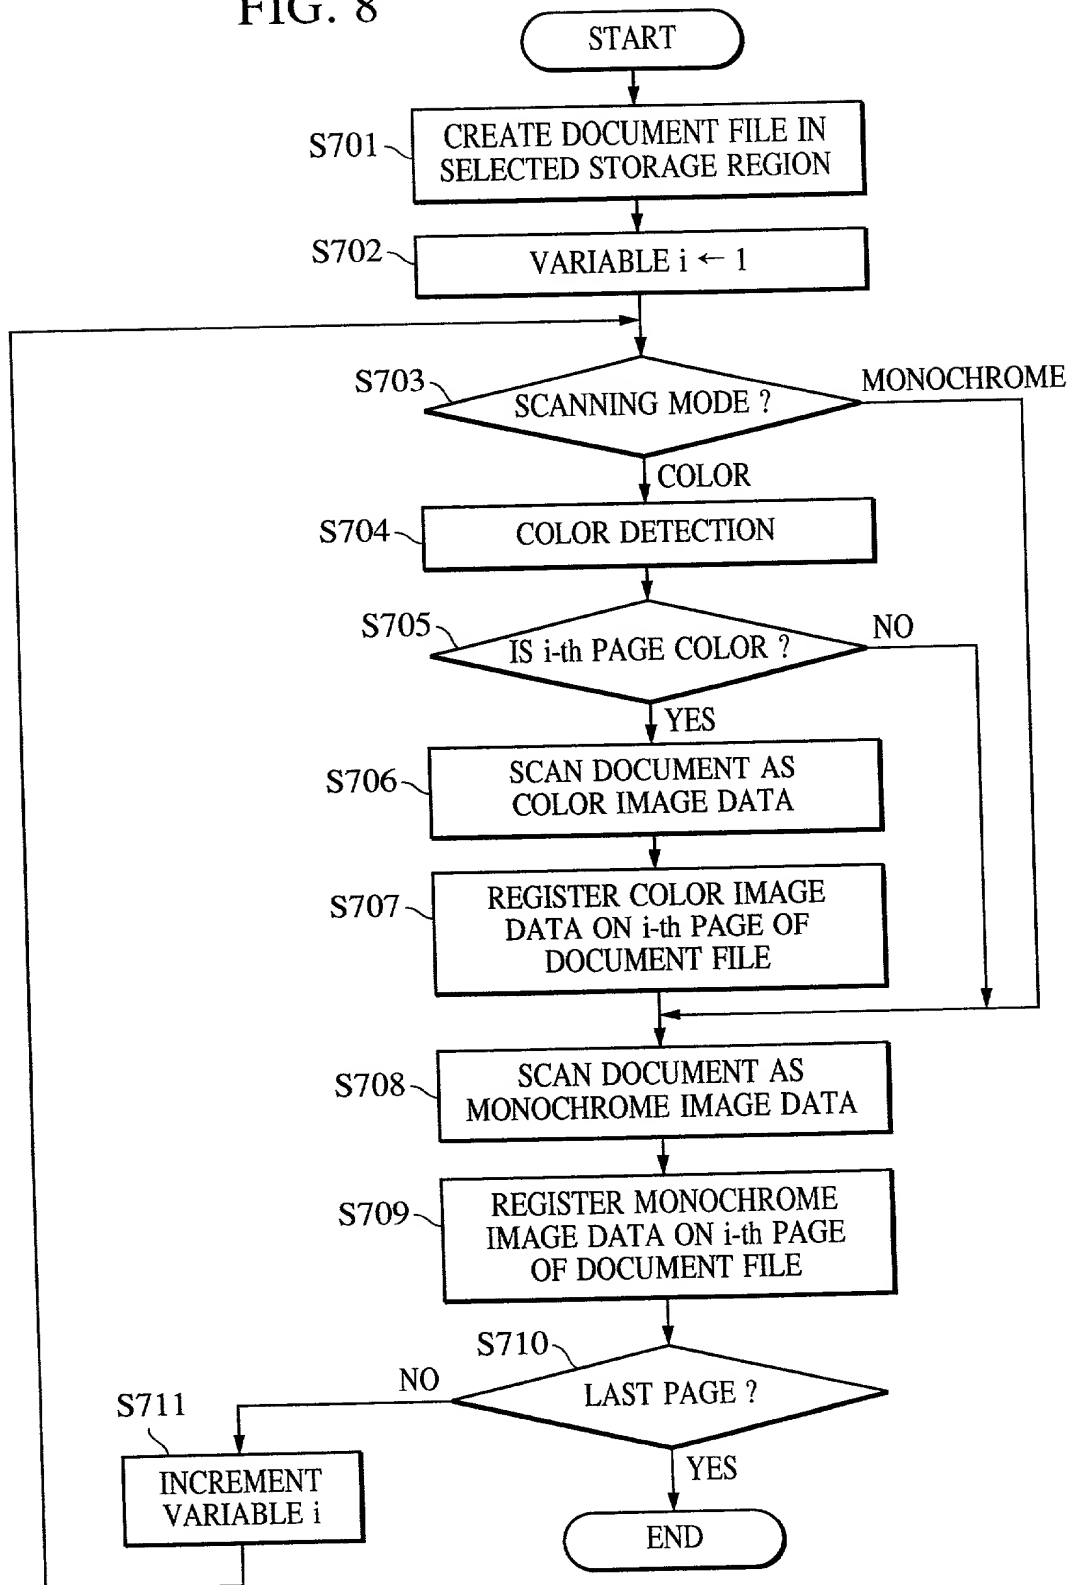 FIG. 8
START
S701
CREATE DOCUMENT FILE IN
SELECTED STORAGE REGION
S702
VARIABLE i ← 1
S703
SCANNING MODE ?
MONOCHROME
COLOR
S704
COLOR DETECTION
S705
IS i-th PAGE COLOR ?
NO
YES
S706
SCAN DOCUMENT AS
COLOR IMAGE DATA
S707
REGISTER COLOR IMAGE
DATA ON i-th PAGE OF
DOCUMENT FILE
S708
SCAN DOCUMENT AS
MONOCHROME IMAGE DATA
S709
REGISTER MONOCHROME
IMAGE DATA ON i-th PAGE
OF DOCUMENT FILE
S710
LAST PAGE ?
NO
YES
S711
INCREMENT
VARIABLE i
END